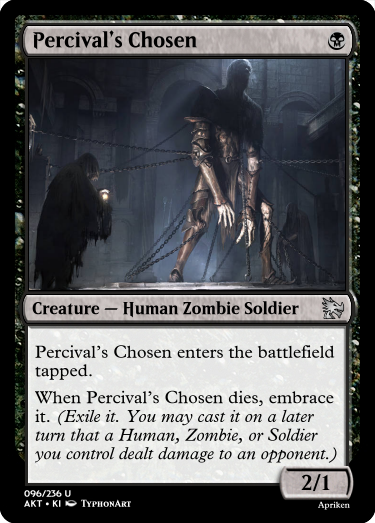 Percival's Chosen
Creature — Human Zombie Soldier
Percival's Chosen enters the battlefield
tapped.
When Percival's Chosen dies, embrace
it. (Exile it. You may cast it on a later
turn that a Human, Zombie, or Soldier
you control dealt damage to an opponent.)
2/1
096/236 U
AKT • KI TyphonArt
Apriken